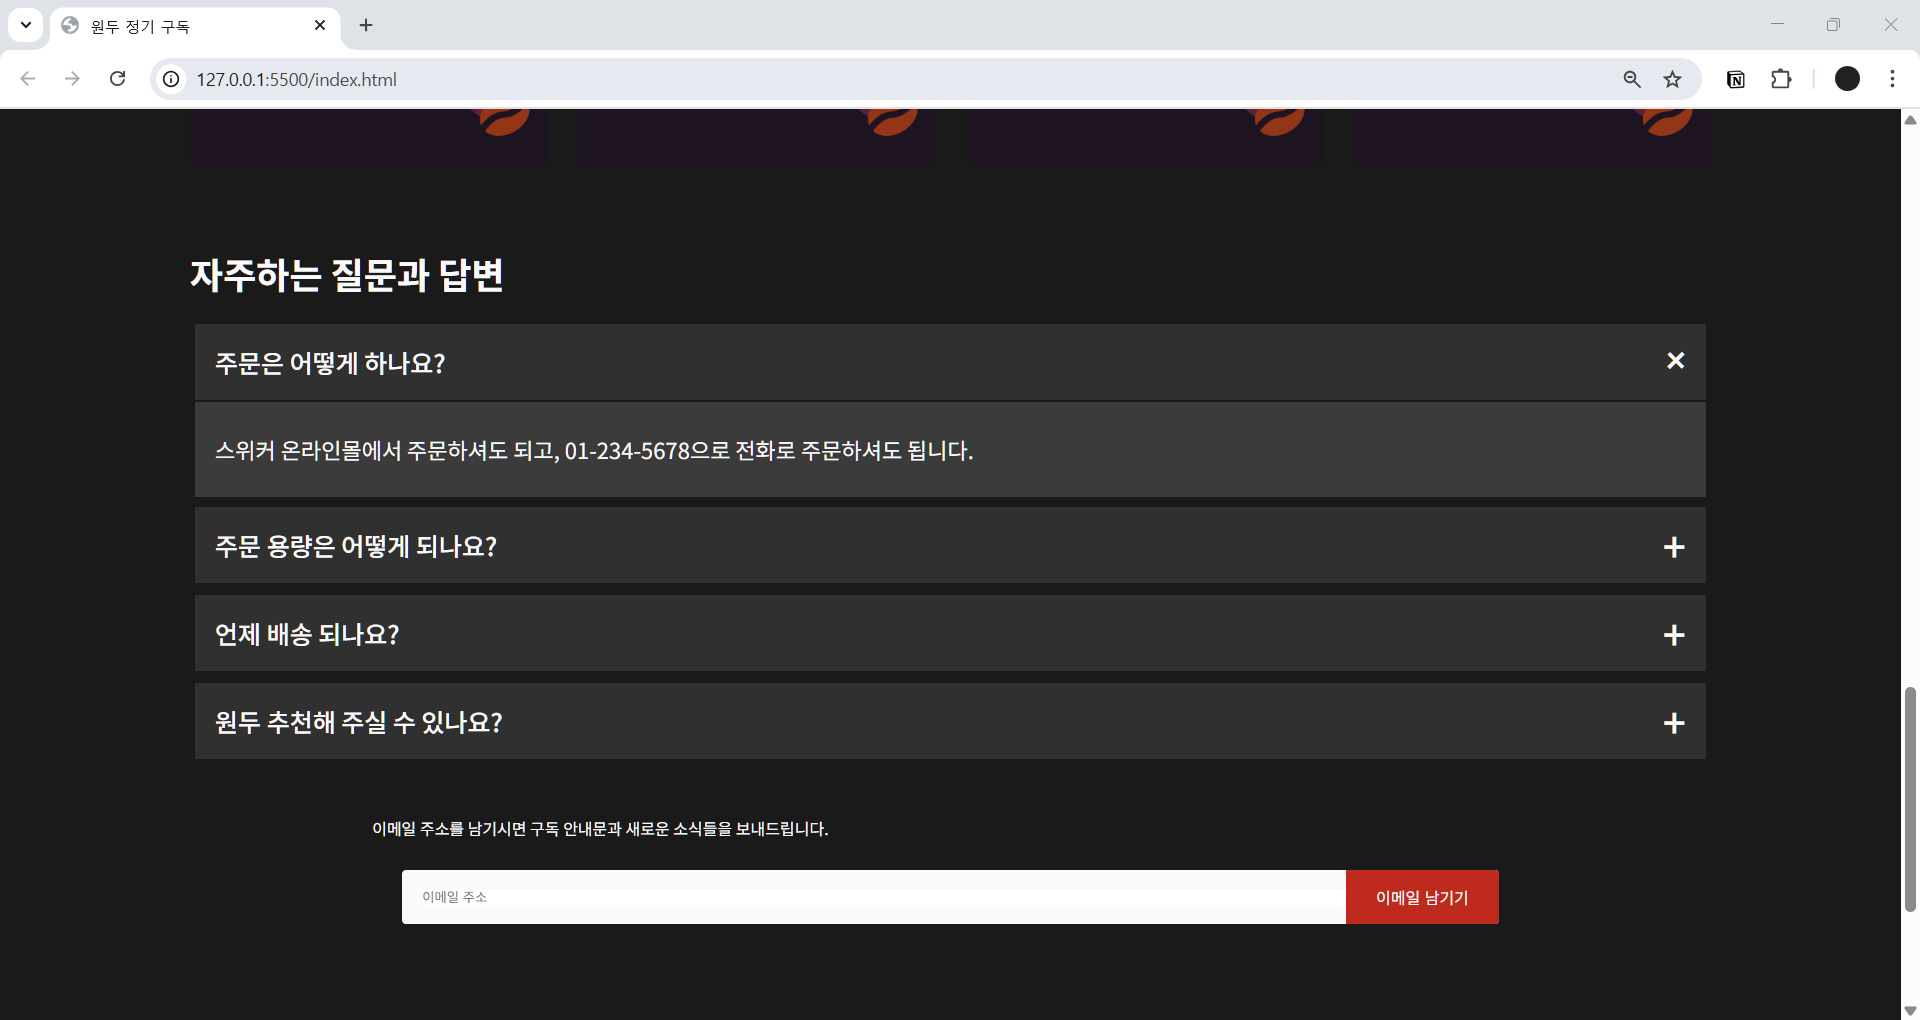 원두 정기 구독
127.0.0.1:5500/index.html
자주하는 질문과 답변
주문은 어떻게 하나요?
스위커 온라인몰에서 주문하셔도 되고, 01-234-5678으로 전화로 주문하셔도 됩니다.
주문 용량은 어떻게 되나요?
언제 배송 되나요?
원두 추천해 주실 수 있나요?
이메일 주소를 남기시면 구독 안내문과 새로운 소식들을 보내드립니다.
이메일 주소
이메일 남기기